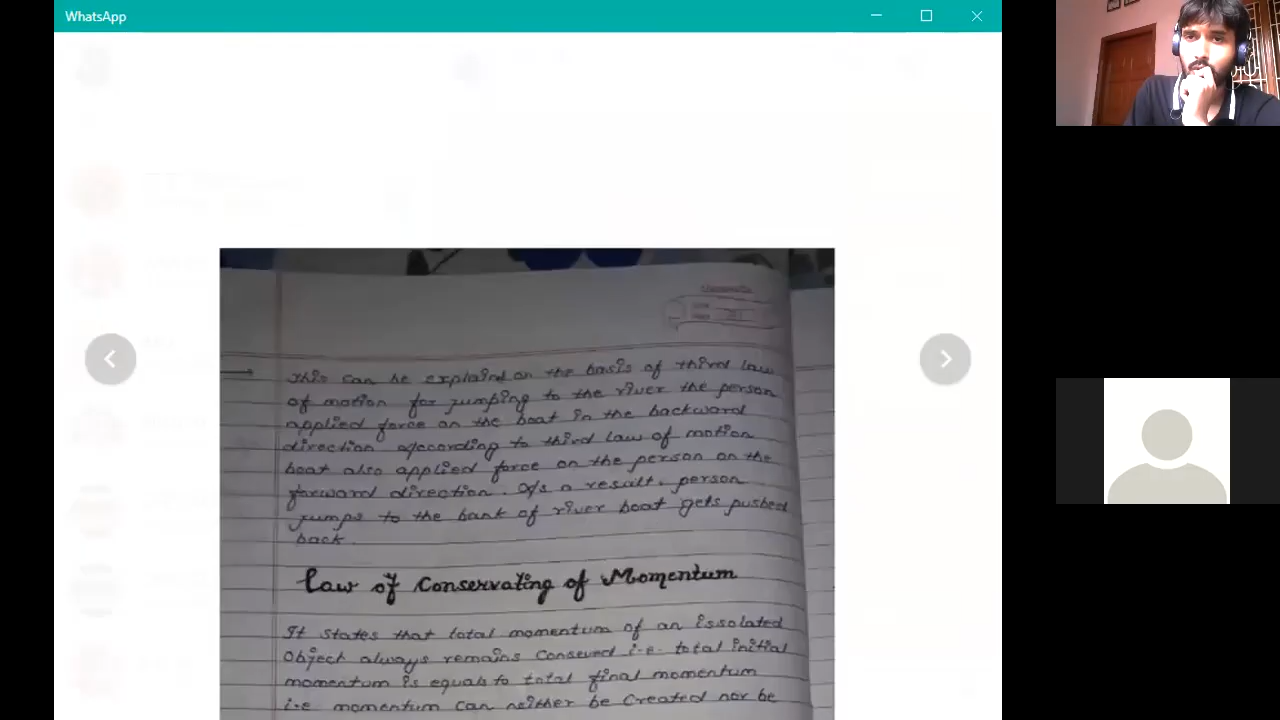 WhatsApp
This can be explaind on the basis of third law
of motion for jumping to the river the person
applied force on the boat in the backward
direction according to third law of motion
boat also applied force on the person on the
forward direction. As a result, person
jumps to the bank of river boat gets pushed
back.
Law of Conservating of Momentum
It states that total momentum of an issolated
Object always remains Conseved i.e. total initial
momentum is equals to total final momentum
i.e momentum can neither be created nor be